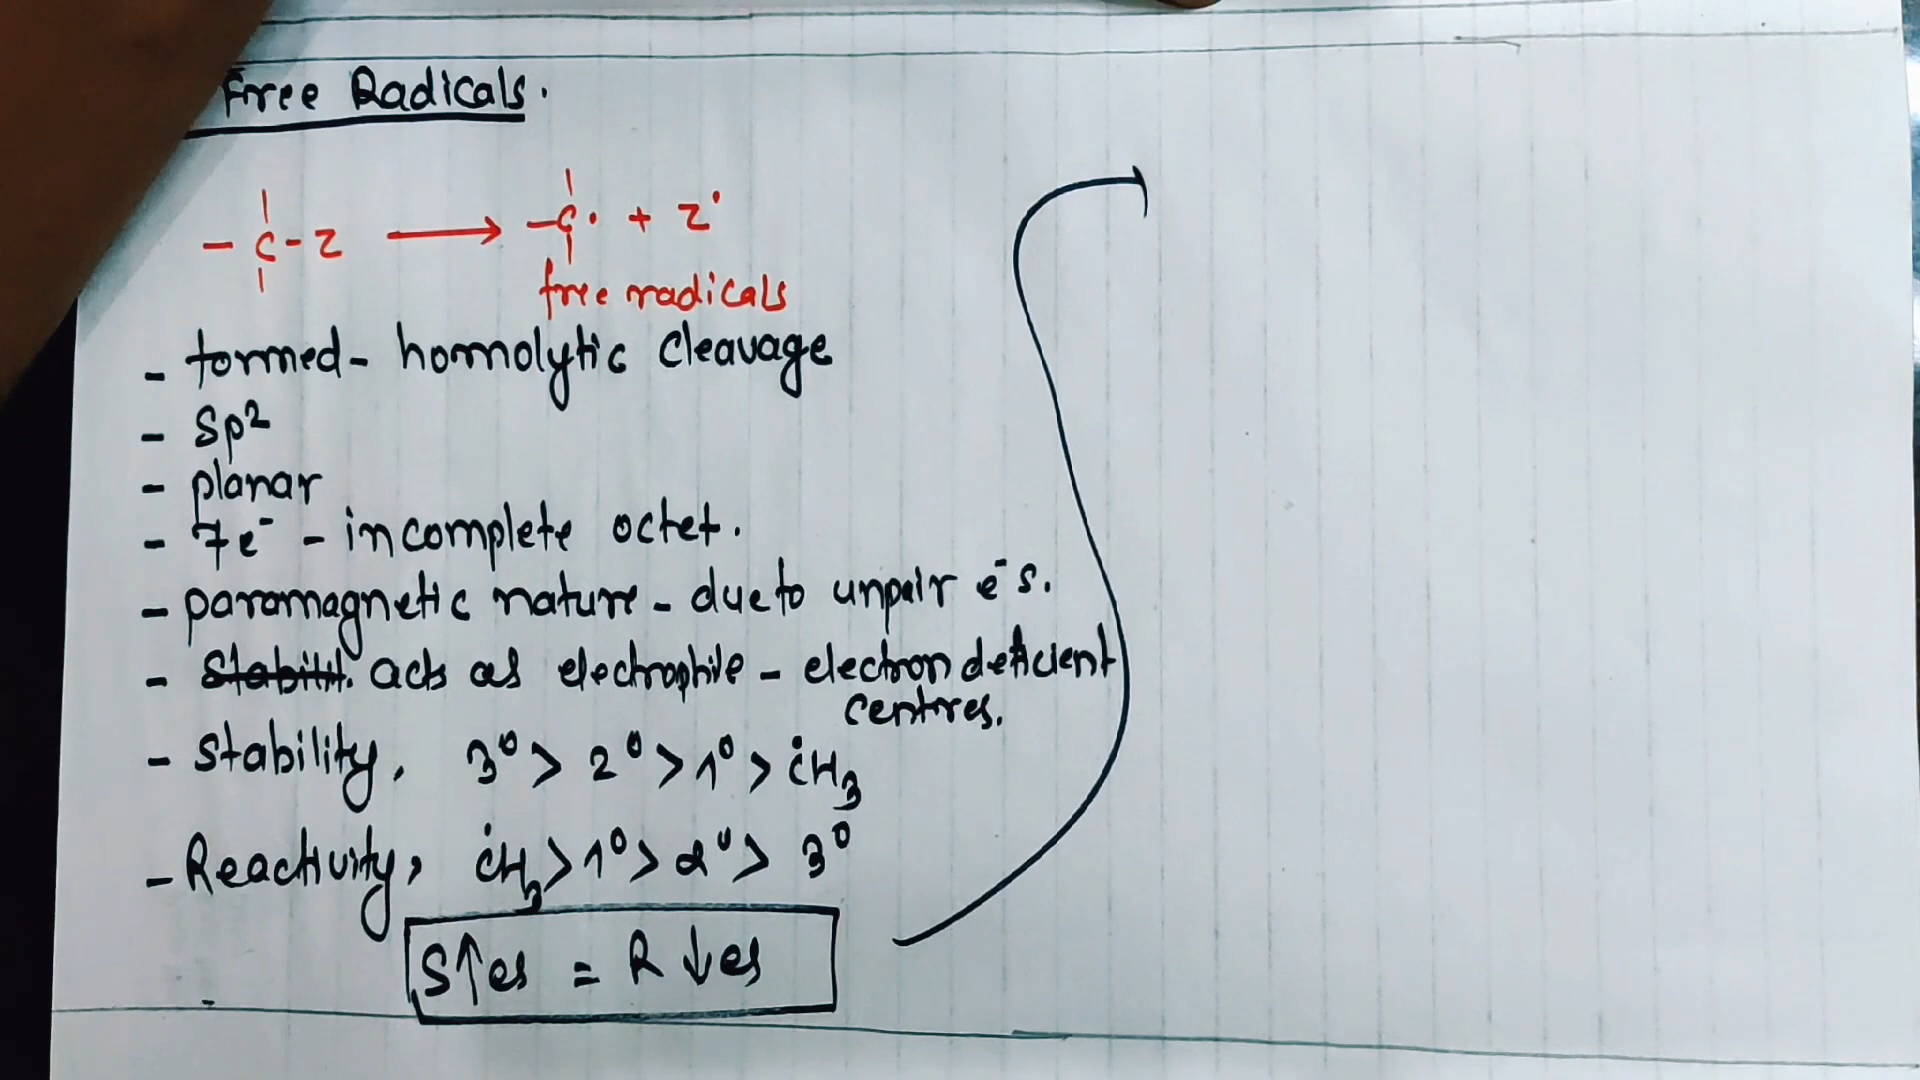 Free Radicals.
- C - Z → - C· + Z·
free radicals
- formed - homolytic cleavage
- Sp²
- planar
- 7e⁻ - incomplete octet.
- paramagnetic nature - due to unpair e⁻s.
- Stabilit. acts as electrophile - electron deficient
centres.
- Stability, 3° > 2° > 1° > ĊH₃
- Reactivity, ĊH₃ > 1° > 2° > 3°
S↑es = R ↓es